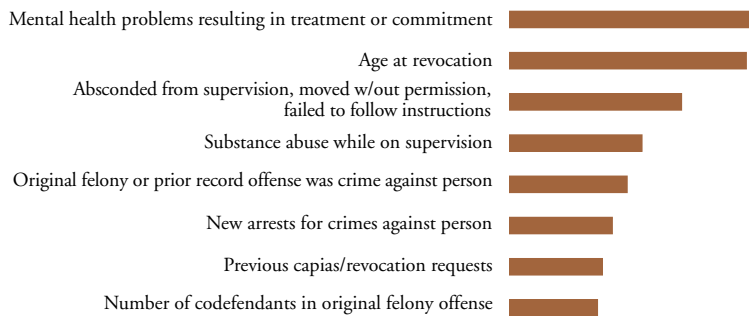 Mental health problems resulting in treatment or commitment
Age at revocation
Absconded from supervision, moved w/out permission,
failed to follow instructions
Substance abuse while on supervision
Original felony or prior record offense was crime against person
New arrests for crimes against person
Previous capias/revocation requests
Number of codefendants in original felony offense